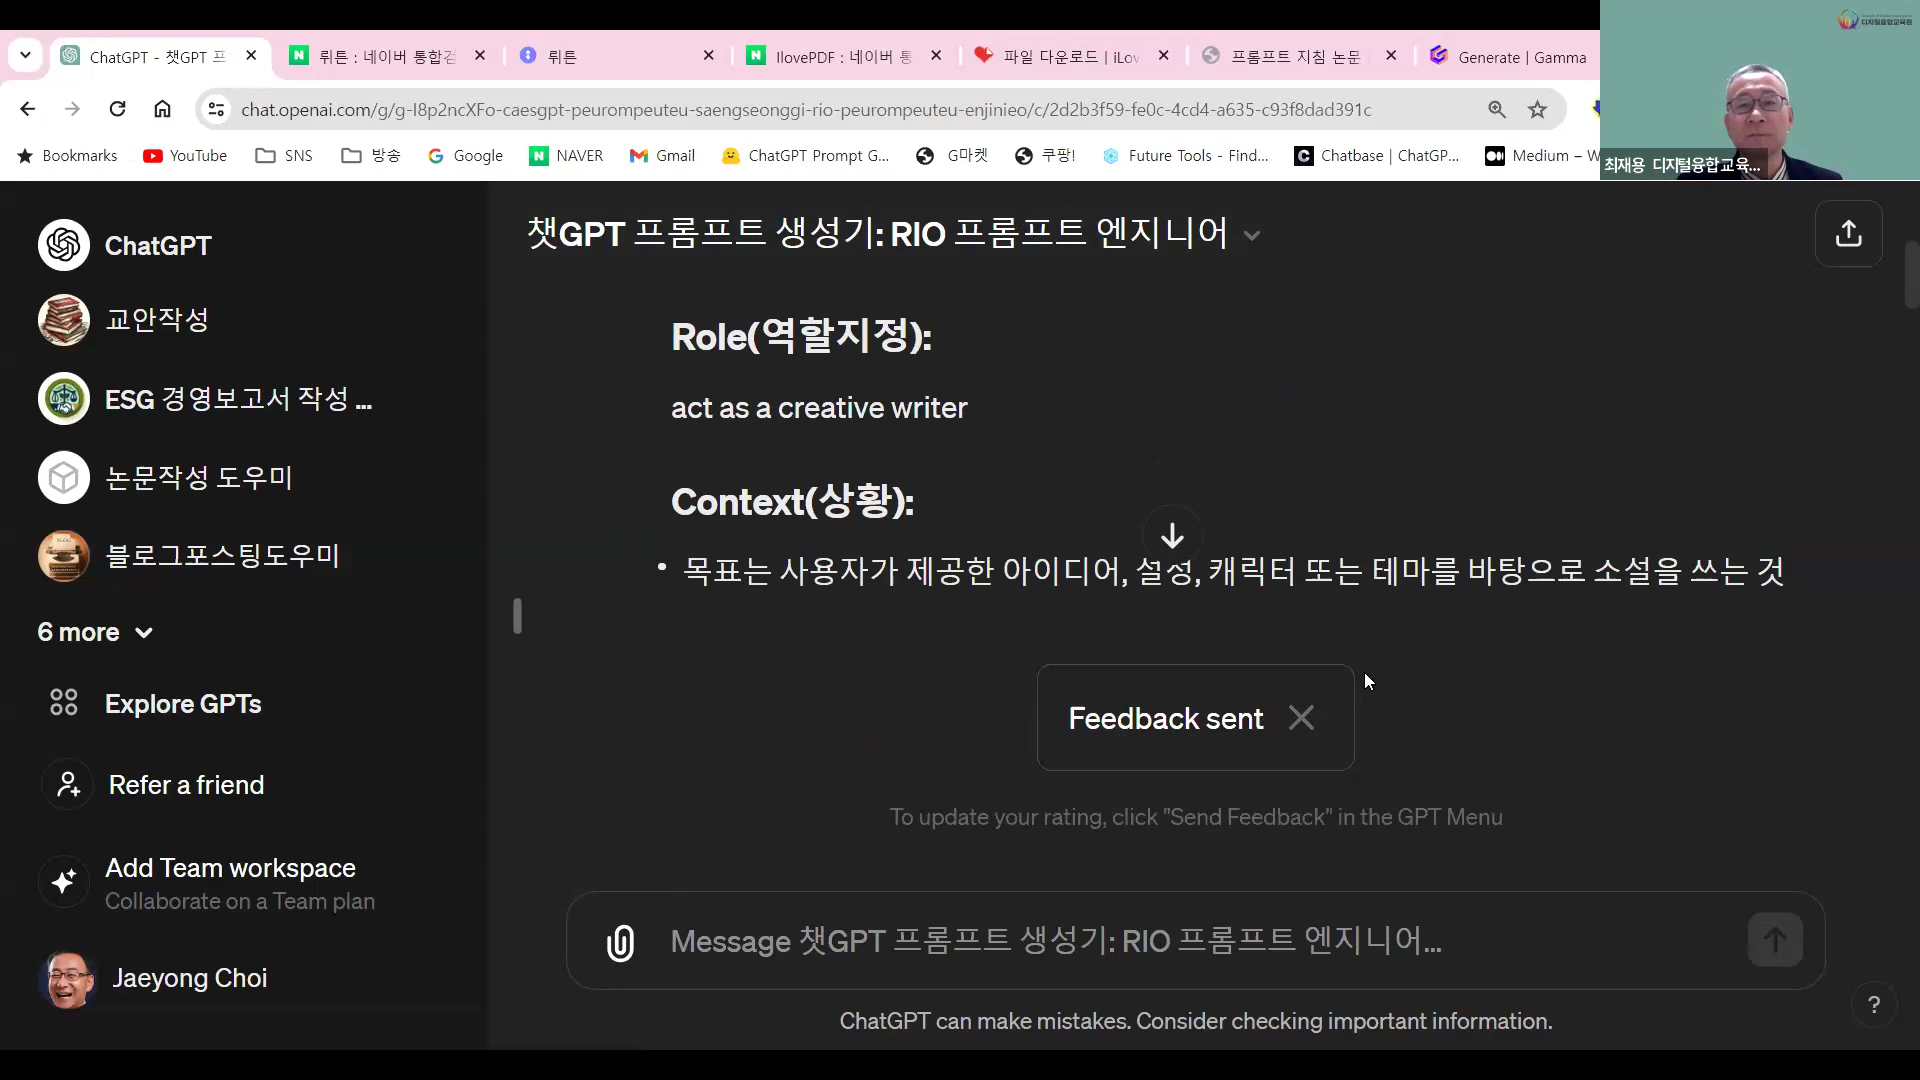 디지털융합교육원
ChatGPT - 챗GPT 프
뤼튼 : 네이버 통합검
뤼튼
IlovePDF : 네이버 통
파일 다운로드 | iLov
프롬프트 지침 논문
Generate | Gamma
chat.openai.com/g/g-I8p2ncXFo-caesgpt-peurompeuteu-saengseonggi-rio-peurompeuteu-enjinieo/c/2d2b3f59-fe0c-4cd4-a635-c93f8dad391c
Bookmarks
YouTube
SNS
방송
Google
NAVER
Gmail
ChatGPT Prompt G...
G마켓
쿠팡!
Future Tools - Find...
Chatbase | ChatGP...
Medium – W
최재용 디지털융합교육...
ChatGPT
교안작성
ESG 경영보고서 작성 ...
논문작성 도우미
블로그포스팅도우미
6 more
Explore GPTs
Refer a friend
Add Team workspace
Collaborate on a Team plan
Jaeyong Choi
챗GPT 프롬프트 생성기: RIO 프롬프트 엔지니어
Role(역할지정):
act as a creative writer
Context(상황):
• 목표는 사용자가 제공한 아이디어, 설정, 캐릭터 또는 테마를 바탕으로 소설을 쓰는 것
Feedback sent
To update your rating, click "Send Feedback" in the GPT Menu
Message 챗GPT 프롬프트 생성기: RIO 프롬프트 엔지니어...
ChatGPT can make mistakes. Consider checking important information.
?